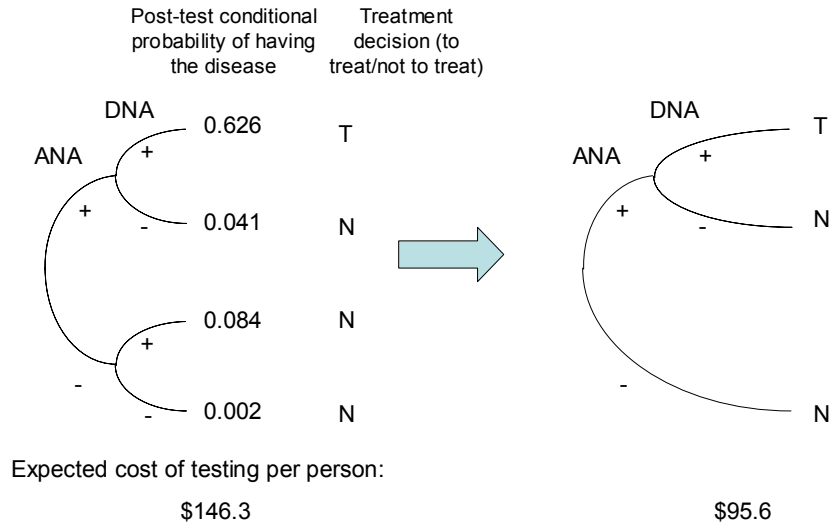 Post-test conditional
probability of having
the disease
Treatment
decision (to
treat/not to treat)
DNA
0.626
T
+
ANA
+
-
0.041
N
0.084
N
+
-
-
0.002
N
DNA
T
ANA
+
+
-
N
-
N
Expected cost of testing per person:
$146.3
$95.6